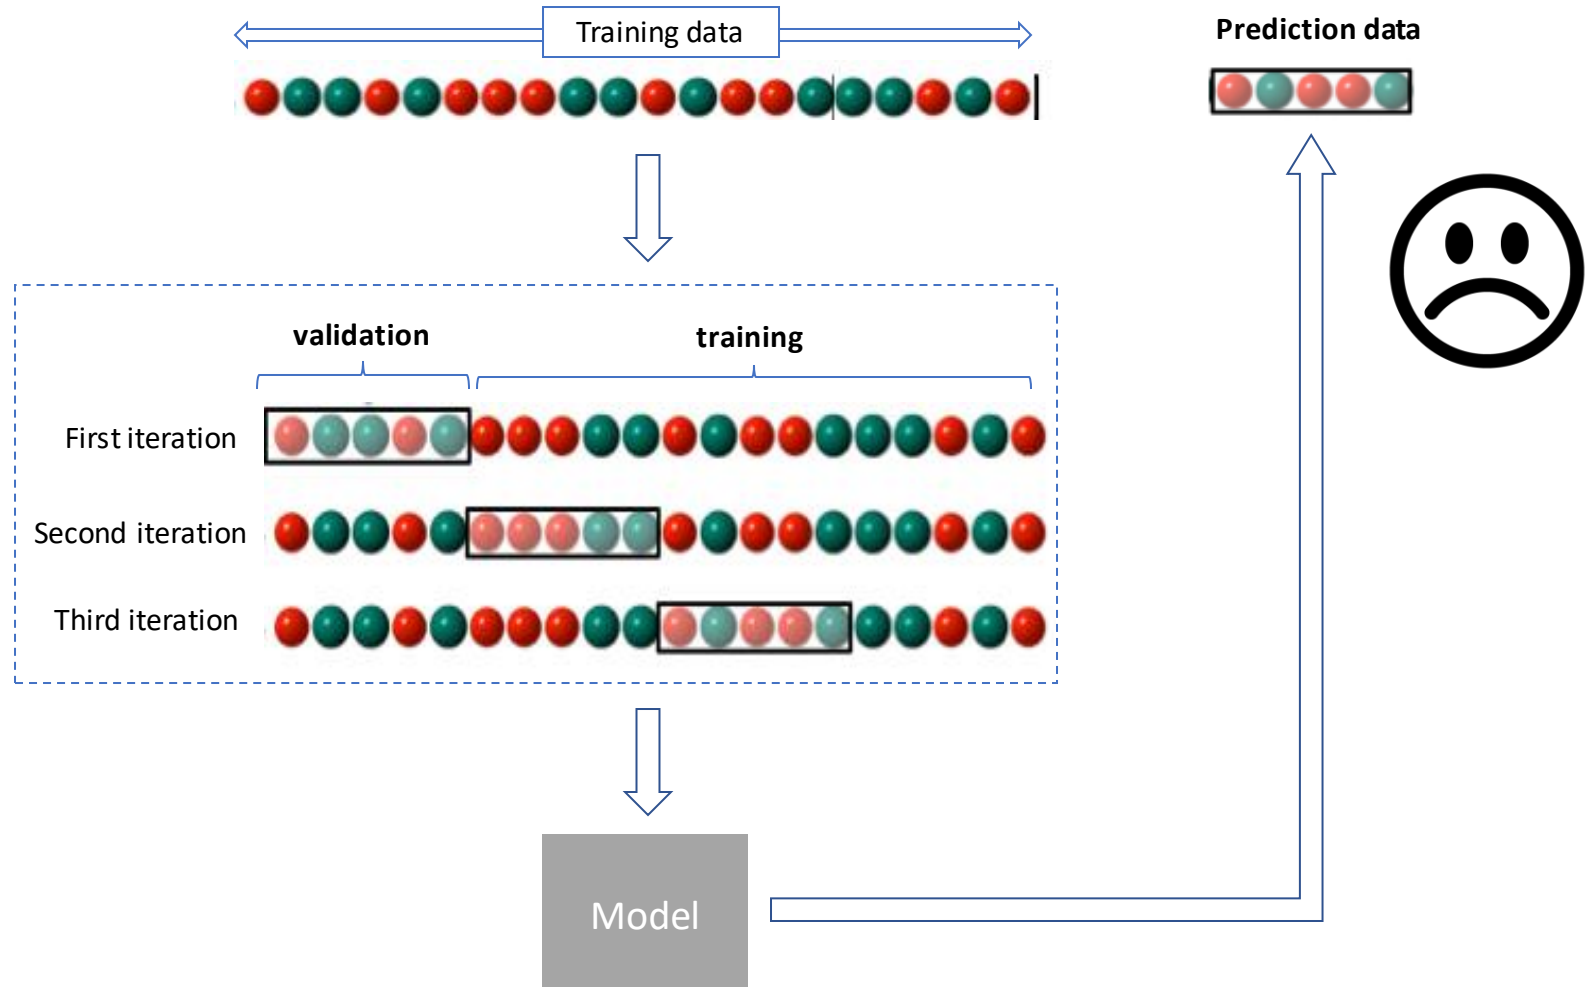 Training data
Prediction data
validation
training
First iteration
Second iteration
Third iteration
Model